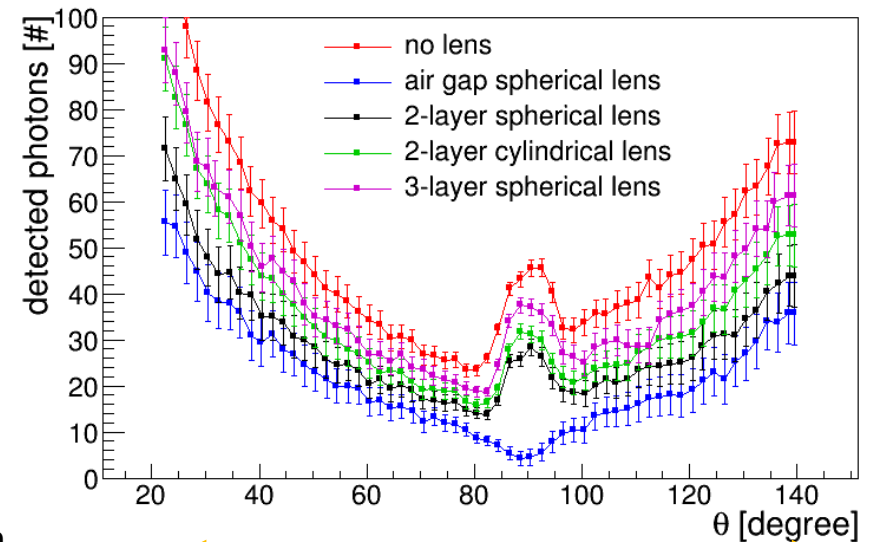 detected photons [#]
100
90
80
70
60
50
40
30
20
10
0
no lens
air gap spherical lens
2-layer spherical lens
2-layer cylindrical lens
3-layer spherical lens
20 40 60 80 100 120 140
θ [degree]